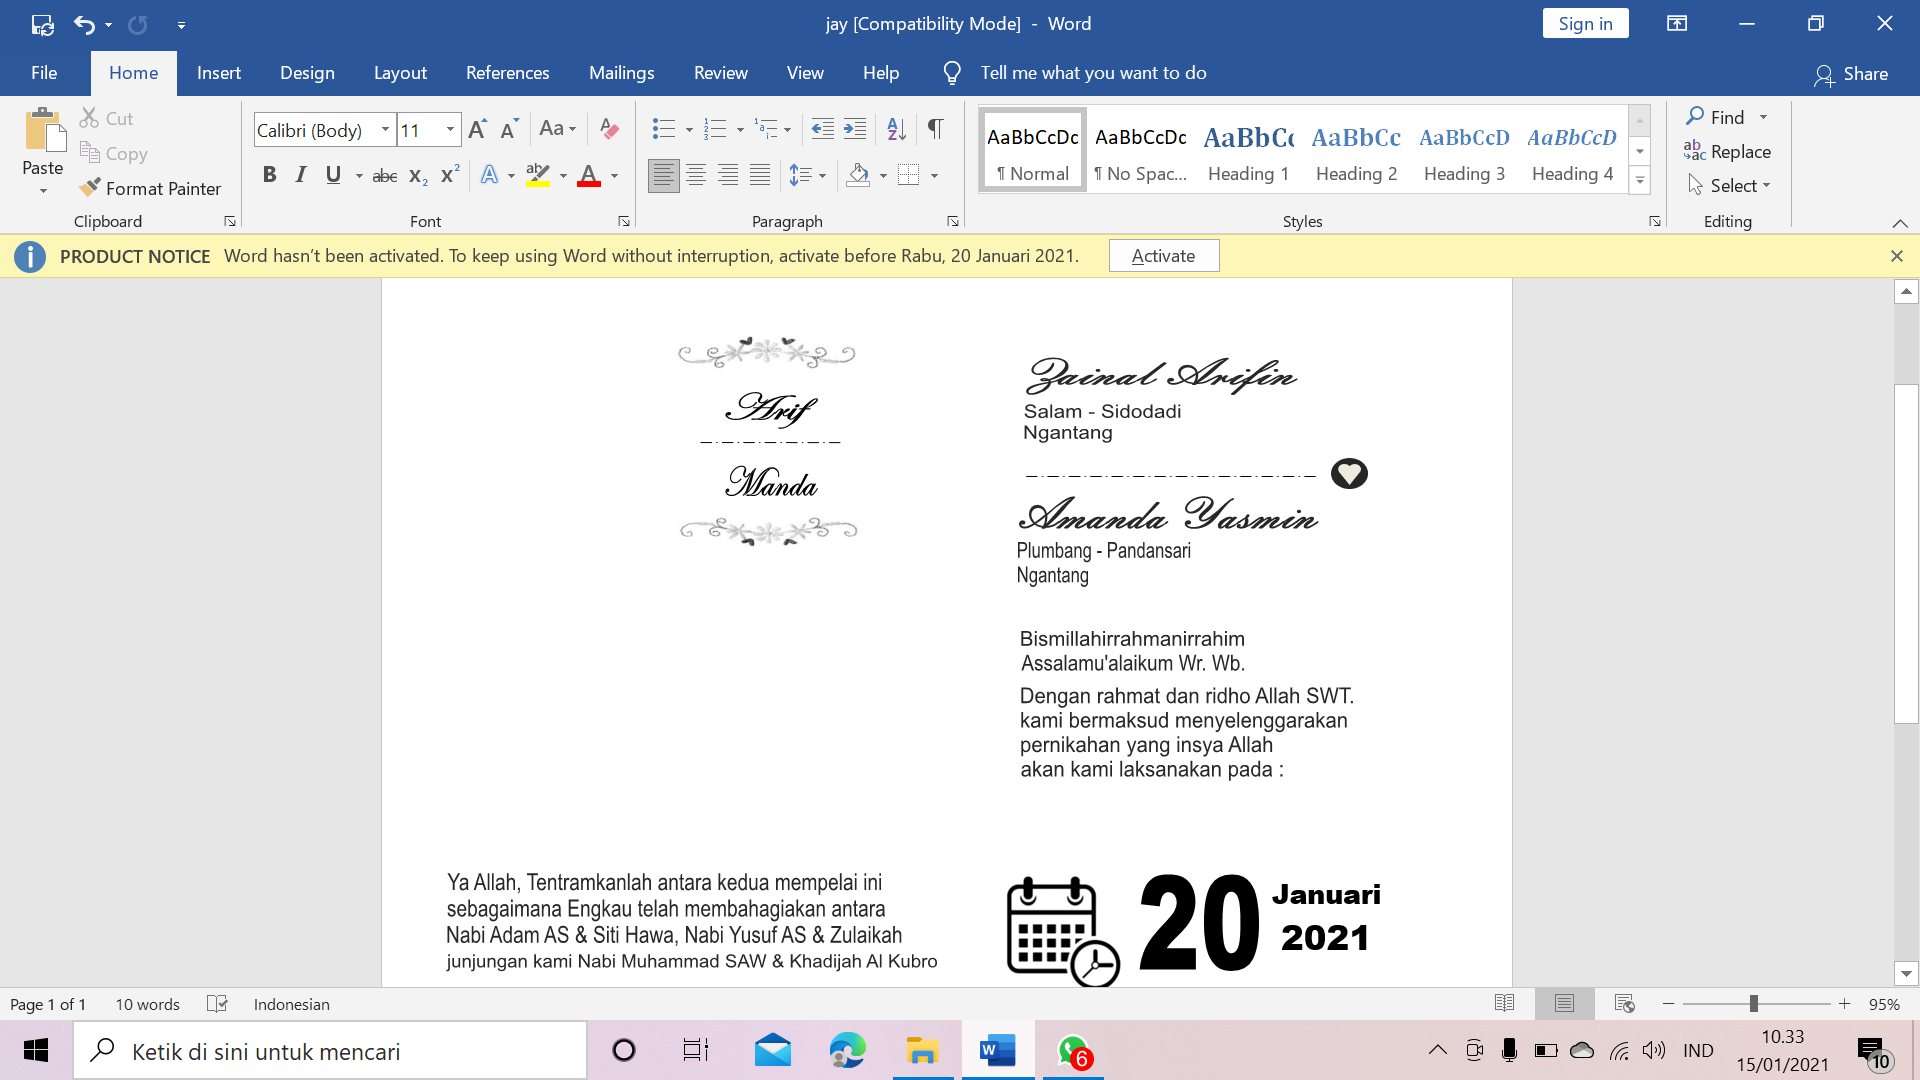 jay [Compatibility Mode] - Word
Sign in
File Home Insert Design Layout References Mailings Review View Help Tell me what you want to do Share
Paste
Cut
Copy
Format Painter
Clipboard
Calibri (Body) 11
Font
Paragraph
AaBbCcDc AaBbCcDc AaBbCc AaBbCc AaBbCcD AaBbCcD
¶ Normal ¶ No Spac... Heading 1 Heading 2 Heading 3 Heading 4
Styles
Find
Replace
Select
Editing
PRODUCT NOTICE Word hasn't been activated. To keep using Word without interruption, activate before Rabu, 20 Januari 2021. Activate
Arif
Manda
Zainal Arifin
Salam - Sidodadi
Ngantang
Amanda Yasmin
Plumbang - Pandansari
Ngantang
Bismillahirrahmanirrahim
Assalamu'alaikum Wr. Wb.
Dengan rahmat dan ridho Allah SWT.
kami bermaksud menyelenggarakan
pernikahan yang insya Allah
akan kami laksanakan pada :
Ya Allah, Tentramkanlah antara kedua mempelai ini
sebagaimana Engkau telah membahagiakan antara
Nabi Adam AS & Siti Hawa, Nabi Yusuf AS & Zulaikah
junjungan kami Nabi Muhammad SAW & Khadijah Al Kubro
20 Januari
2021
Page 1 of 1 10 words Indonesian 95%
Ketik di sini untuk mencari
6
IND
10.33
15/01/2021
10